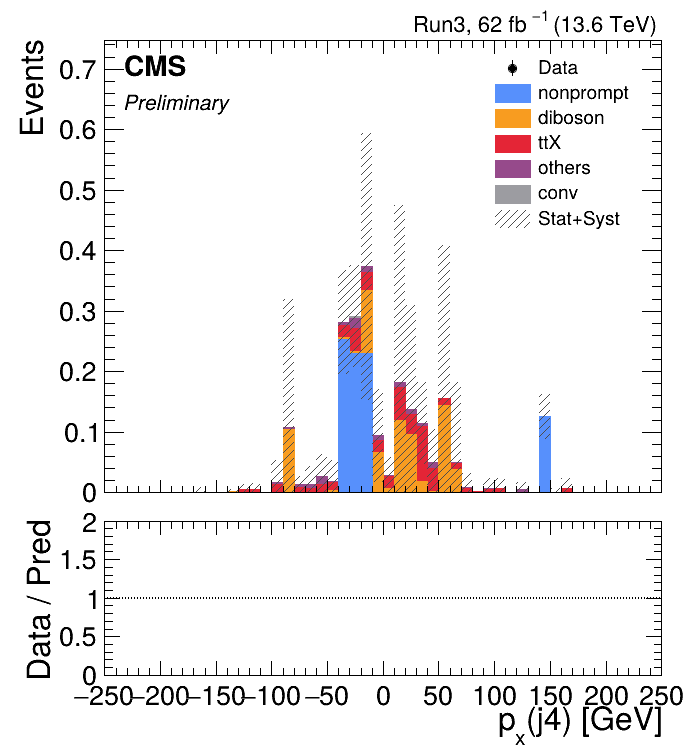 Run3, 62 fb⁻¹ (13.6 TeV)
CMS
Preliminary
Events
Data
nonprompt
diboson
ttX
others
conv
Stat+Syst
0.7
0.6
0.5
0.4
0.3
0.2
0.1
0
Data / Pred
2
1.5
1
0.5
0
−250 −200 −150 −100 −50 0 50 100 150 200 250
pₓ(j4) [GeV]